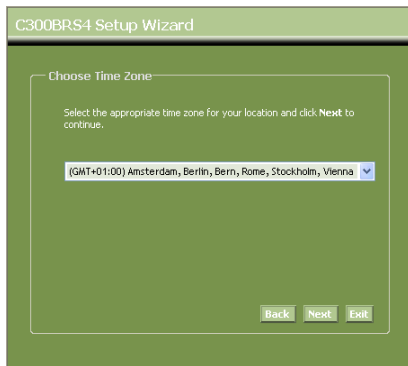 C300BRS4 Setup Wizard
Choose Time Zone
Select the appropriate time zone for your location and click Next to
continue.
(GMT+01:00) Amsterdam, Berlin, Bern, Rome, Stockholm, Vienna
Back Next Exit